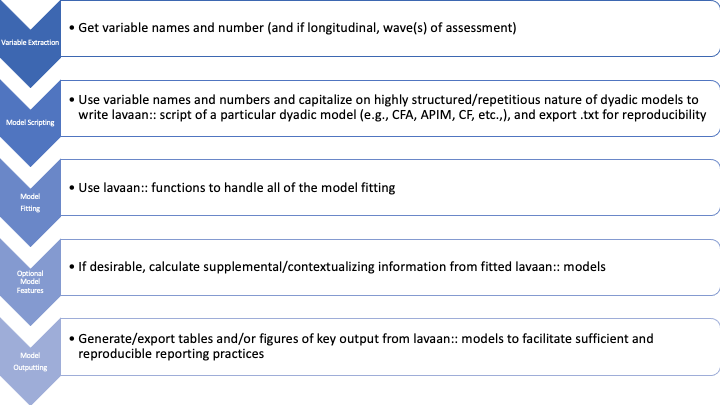 Variable Extraction
• Get variable names and number (and if longitudinal, wave(s) of assessment)
Model Scripting
• Use variable names and numbers and capitalize on highly structured/repetitious nature of dyadic models to
write lavaan:: script of a particular dyadic model (e.g., CFA, APIM, CF, etc.,), and export .txt for reproducibility
Model
Fitting
• Use lavaan:: functions to handle all of the model fitting
Optional
Model
Features
• If desirable, calculate supplemental/contextualizing information from fitted lavaan:: models
Model
Outputting
• Generate/export tables and/or figures of key output from lavaan:: models to facilitate sufficient and
reproducible reporting practices